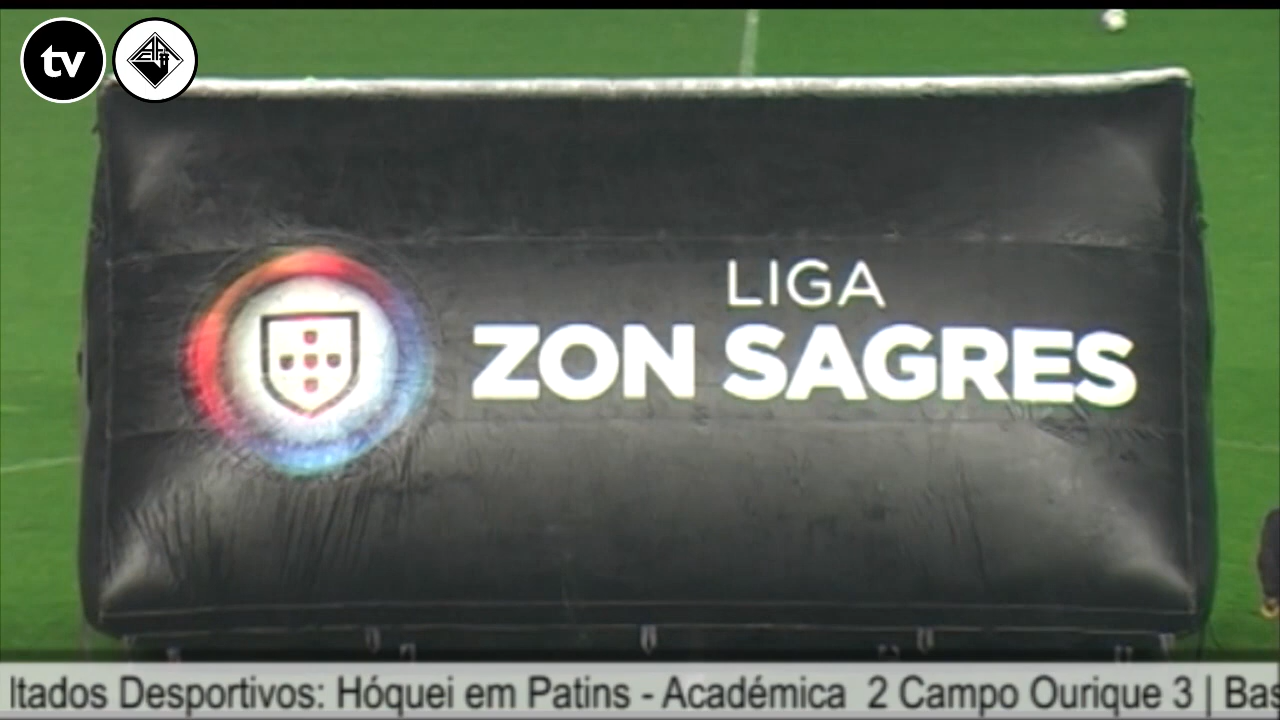 tv
LIGA
ZON SAGRES
ltados Desportivos: Hóquei em Patins - Académica 2 Campo Ourique 3 | Bas